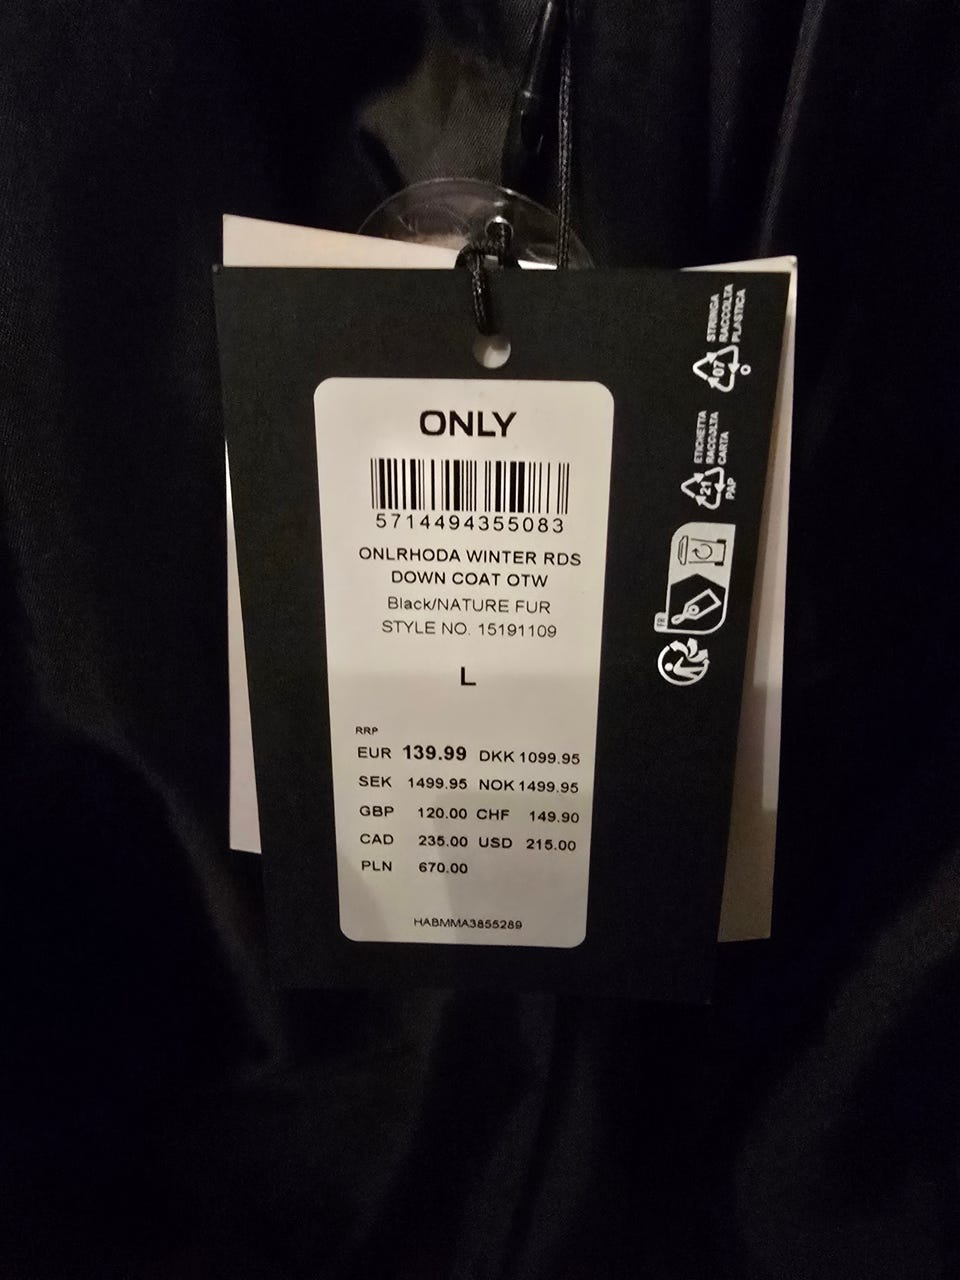 ONLY
5714494355083
ONLRHODA WINTER RDS
DOWN COAT OTW
Black/NATURE FUR
STYLE NO. 15191109
L
RRP
EUR 139.99 DKK 1099.95
SEK 1499.95 NOK 1499.95
GBP 120.00 CHF 149.90
CAD 235.00 USD 215.00
PLN 670.00
HABMMA3855289
STRINGA
RACCOLTA
PLASTICA
07
O
ETICHETTA
RACCOLTA
CARTA
21
PAP
FR